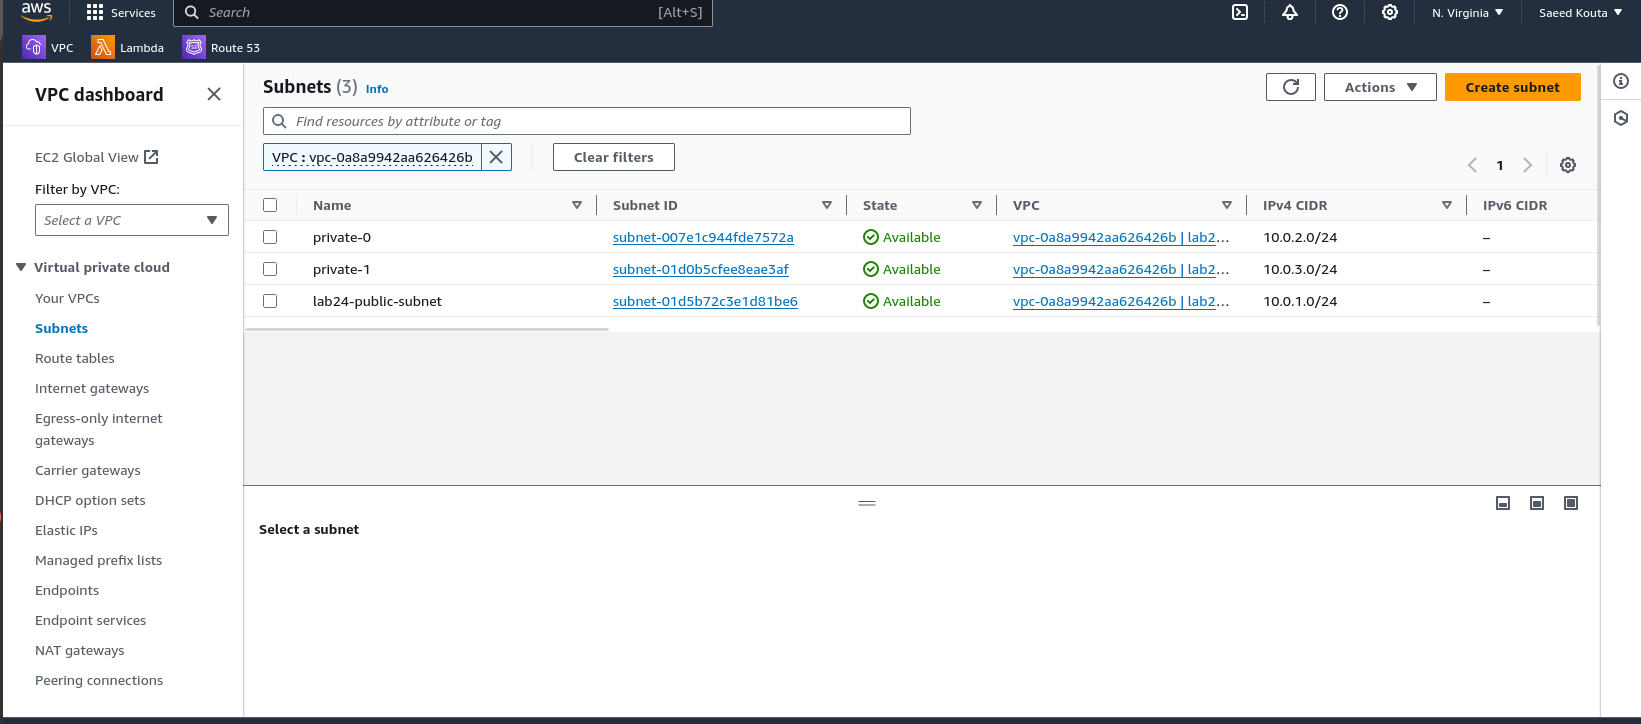 aws Services Search [Alt+S] N. Virginia Saeed Kouta
VPC Lambda Route 53
VPC dashboard
EC2 Global View
Filter by VPC:
Select a VPC
Virtual private cloud
Your VPCs
Subnets
Route tables
Internet gateways
Egress-only internet
gateways
Carrier gateways
DHCP option sets
Elastic IPs
Managed prefix lists
Endpoints
Endpoint services
NAT gateways
Peering connections
Subnets (3) Info Actions Create subnet
Find resources by attribute or tag
VPC : vpc-0a8a9942aa626426b Clear filters
1
Name Subnet ID State VPC IPv4 CIDR IPv6 CIDR
private-0 subnet-007e1c944fde7572a Available vpc-0a8a9942aa626426b | lab2... 10.0.2.0/24 –
private-1 subnet-01d0b5cfee8eae3af Available vpc-0a8a9942aa626426b | lab2... 10.0.3.0/24 –
lab24-public-subnet subnet-01d5b72c3e1d81be6 Available vpc-0a8a9942aa626426b | lab2... 10.0.1.0/24 –
Select a subnet